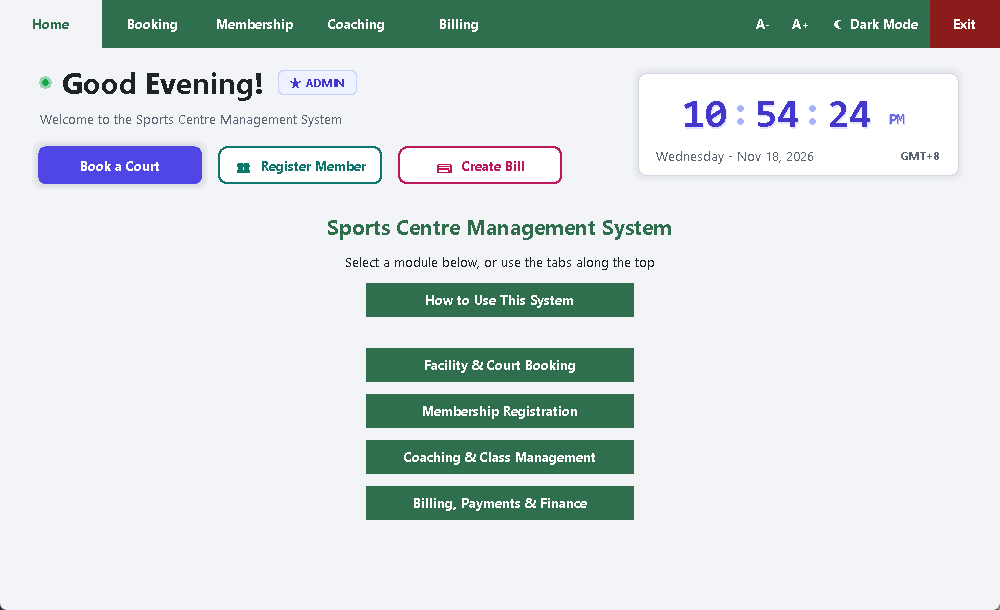 Home Booking Membership Coaching Billing A- A+ Dark Mode Exit
Good Evening! ★ ADMIN
Welcome to the Sports Centre Management System
Book a Court Register Member Create Bill
10:54:24 PM
Wednesday - Nov 18, 2026 GMT+8
Sports Centre Management System
Select a module below, or use the tabs along the top
How to Use This System
Facility & Court Booking
Membership Registration
Coaching & Class Management
Billing, Payments & Finance